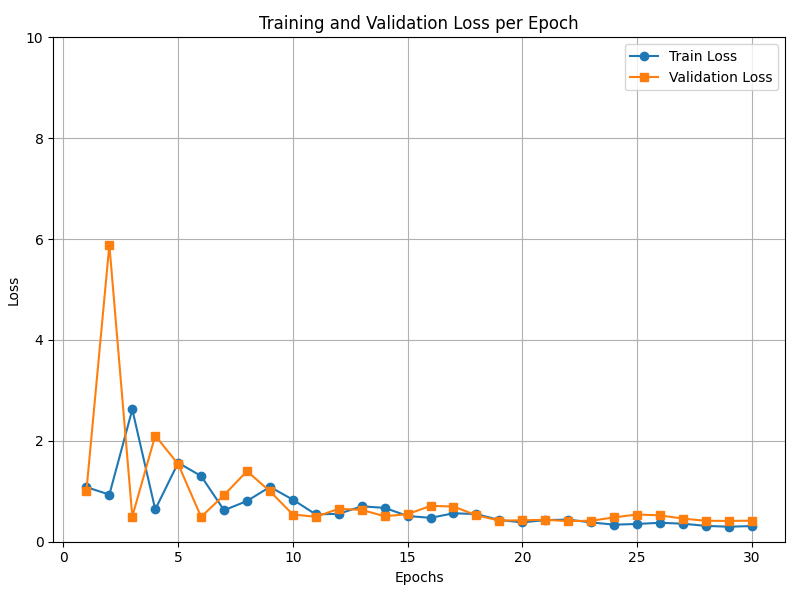 Training and Validation Loss per Epoch
10
8
6
4
2
0
Loss
Train Loss
Validation Loss
0 5 10 15 20 25 30
Epochs